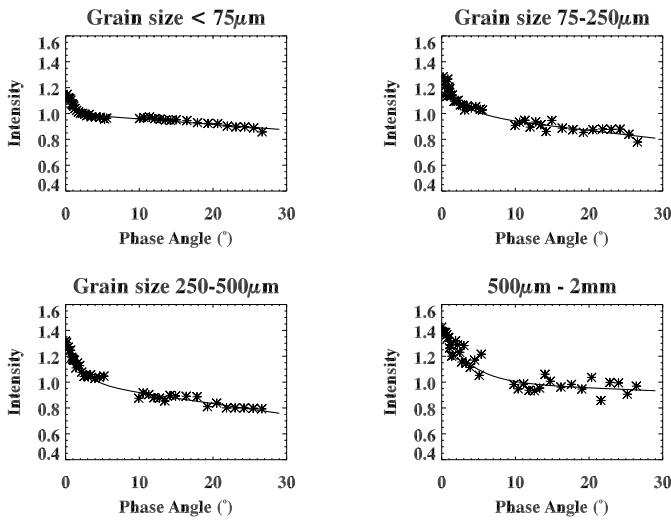 Grain size < 75μm
1.6
1.4
1.2
1.0
0.8
0.6
0.4
Intensity
0 10 20 30
Phase Angle (°)
Grain size 75-250μm
1.6
1.4
1.2
1.0
0.8
0.6
0.4
Intensity
0 10 20 30
Phase Angle (°)
Grain size 250-500μm
1.6
1.4
1.2
1.0
0.8
0.6
0.4
Intensity
0 10 20 30
Phase Angle (°)
500μm - 2mm
1.6
1.4
1.2
1.0
0.8
0.6
0.4
Intensity
0 10 20 30
Phase Angle (°)